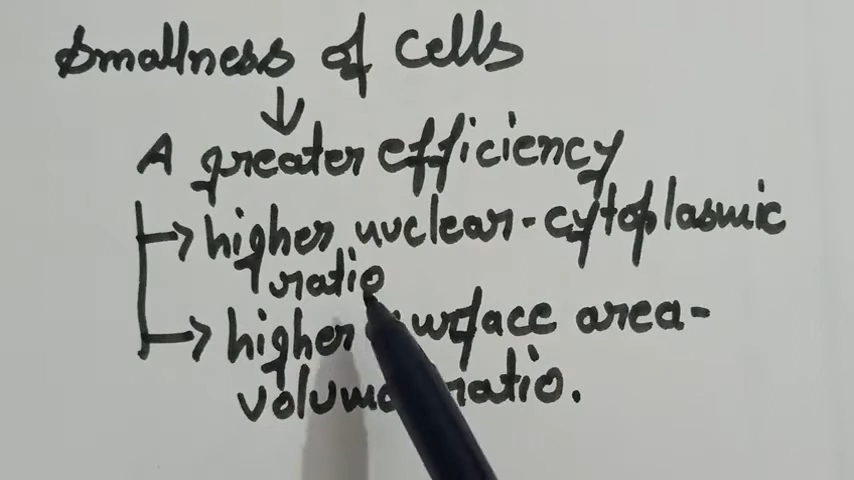 Smallness of cells
↓
A greater efficiency
→ higher nuclear-cytoplasmic
ratio
→ higher surface area-
volume ratio.